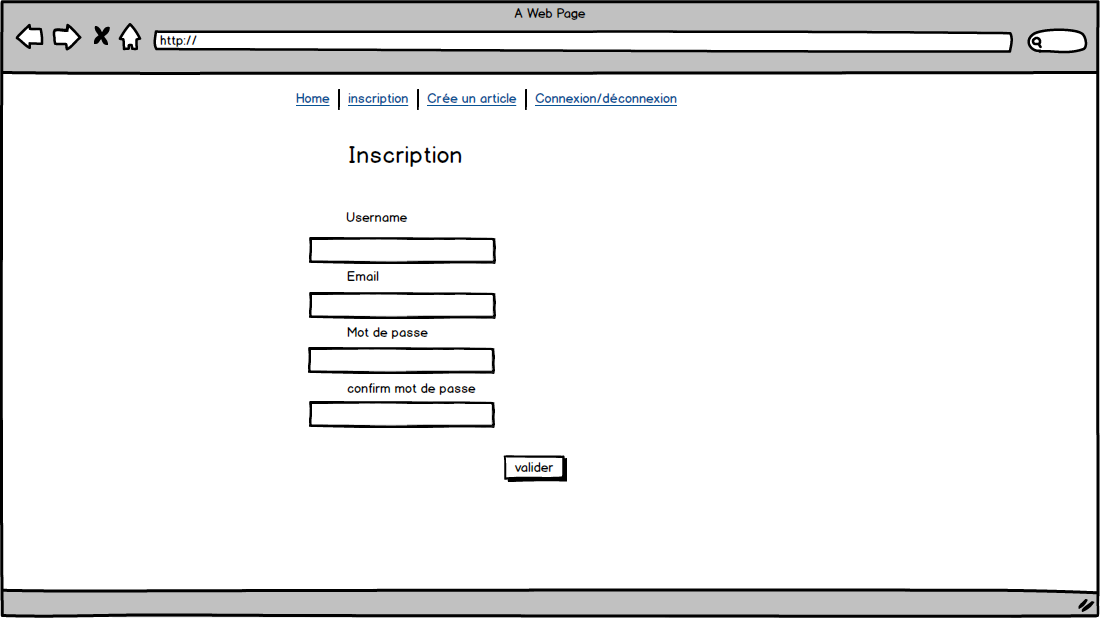 A Web Page
http://
Home inscription Crée un article Connexion/déconnexion
Inscription
Username
Email
Mot de passe
confirm mot de passe
valider